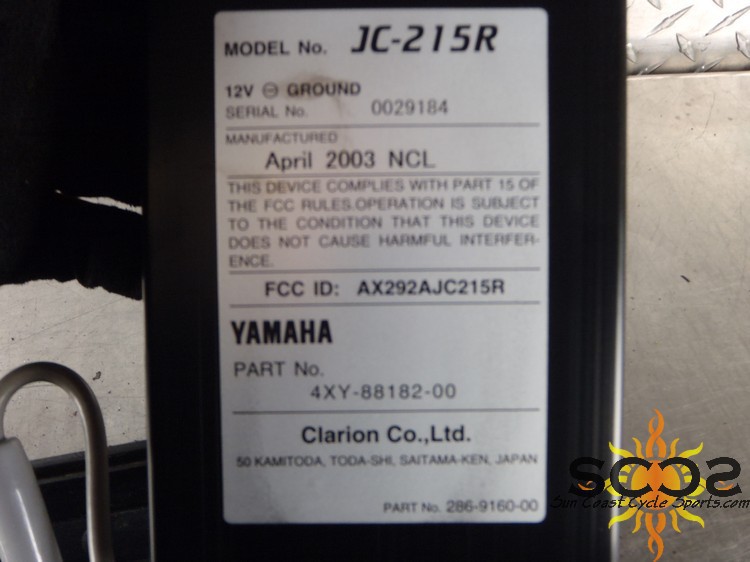 MODEL No. JC-215R
12V ⊖ GROUND
SERIAL No. 0029184
MANUFACTURED
April 2003 NCL
THIS DEVICE COMPLIES WITH PART 15 OF
THE FCC RULES.OPERATION IS SUBJECT
TO THE CONDITION THAT THIS DEVICE
DOES NOT CAUSE HARMFUL INTERFER-
ENCE.
FCC ID: AX292AJC215R
YAMAHA
PART No.
4XY-88182-00
Clarion Co.,Ltd.
50 KAMITODA, TODA-SHI, SAITAMA-KEN, JAPAN
PART No. 286-9160-00
SCCS
Sun Coast Cycle Sports.com